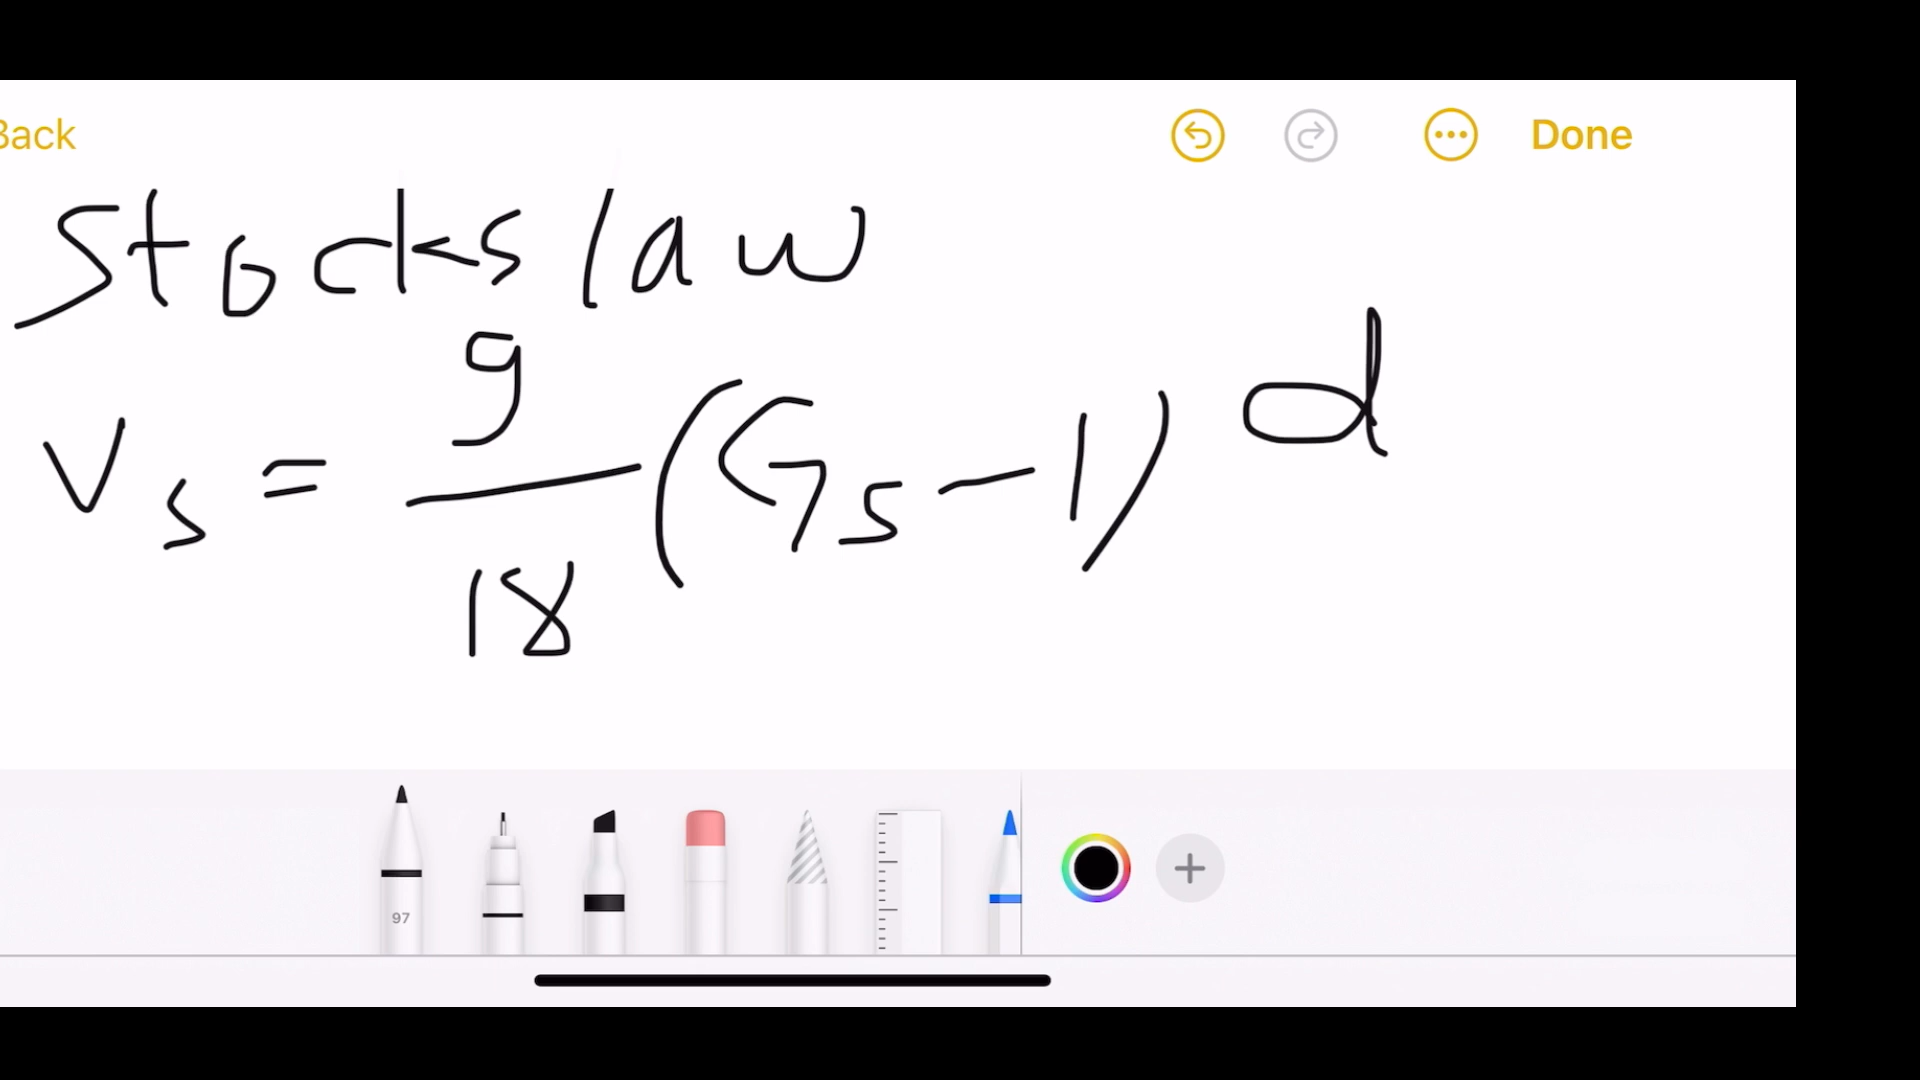 Back
Done
Stocks law
Vs = g/18 (Gs-1) d
97